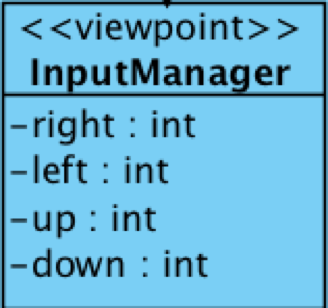 <<viewpoint>>
InputManager
-right : int
-left : int
-up : int
-down : int